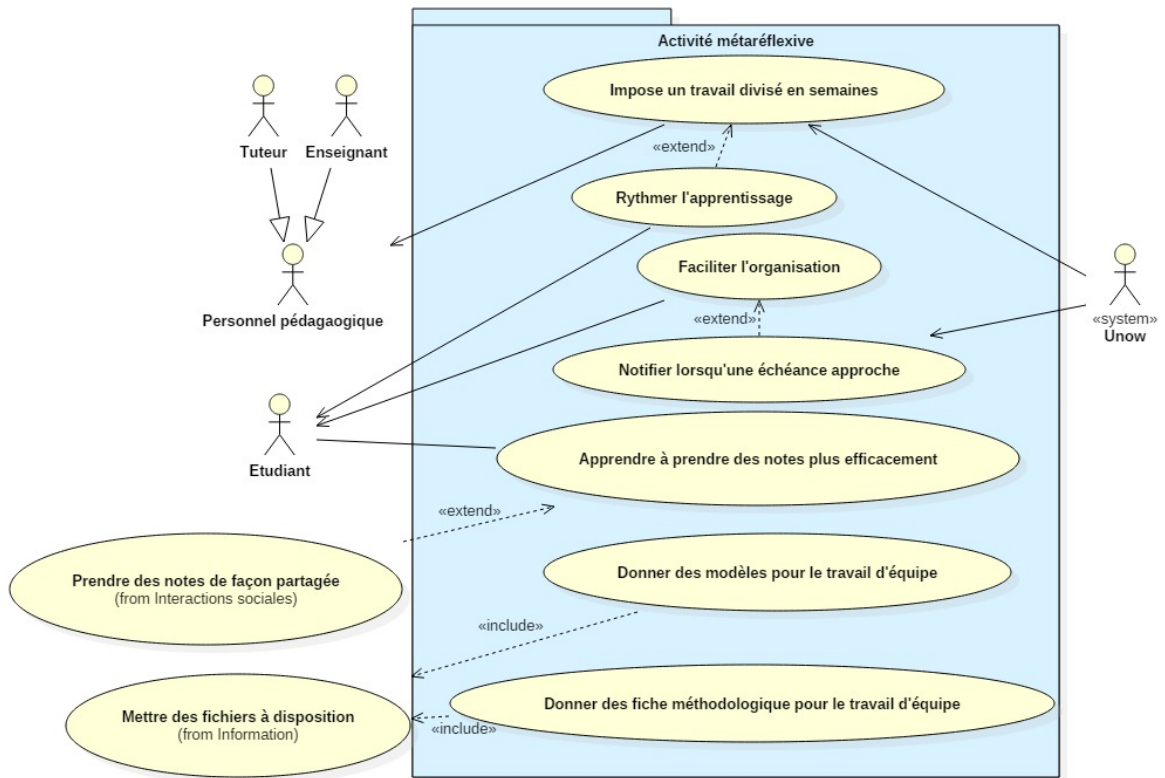 Activité métaréflexive
Impose un travail divisé en semaines
Tuteur
Enseignant
«extend»
Rythmer l'apprentissage
Faciliter l'organisation
Personnel pédagaogique
«extend»
«system»
Unow
Notifier lorsqu'une échéance approche
Apprendre à prendre des notes plus efficacement
Etudiant
«extend»
Prendre des notes de façon partagée
(from Interactions sociales)
Donner des modèles pour le travail d'équipe
«include»
Donner des fiche méthodologique pour le travail d'équipe
Mettre des fichiers à disposition
(from Information)
«include»